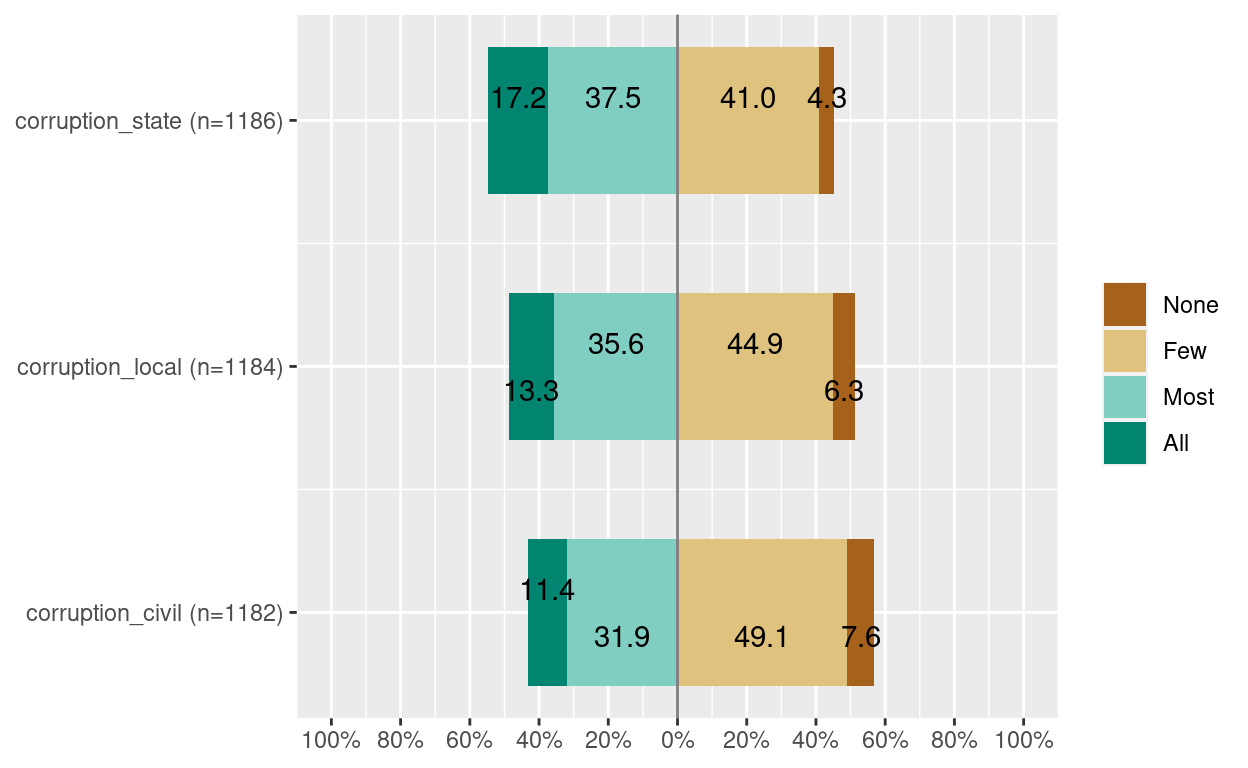 corruption_state (n=1186)
17.2 37.5 41.0 4.3
corruption_local (n=1184)
35.6 44.9
13.3 6.3
corruption_civil (n=1182)
11.4
31.9 49.1 7.6
100% 80% 60% 40% 20% 0% 20% 40% 60% 80% 100%
None
Few
Most
All